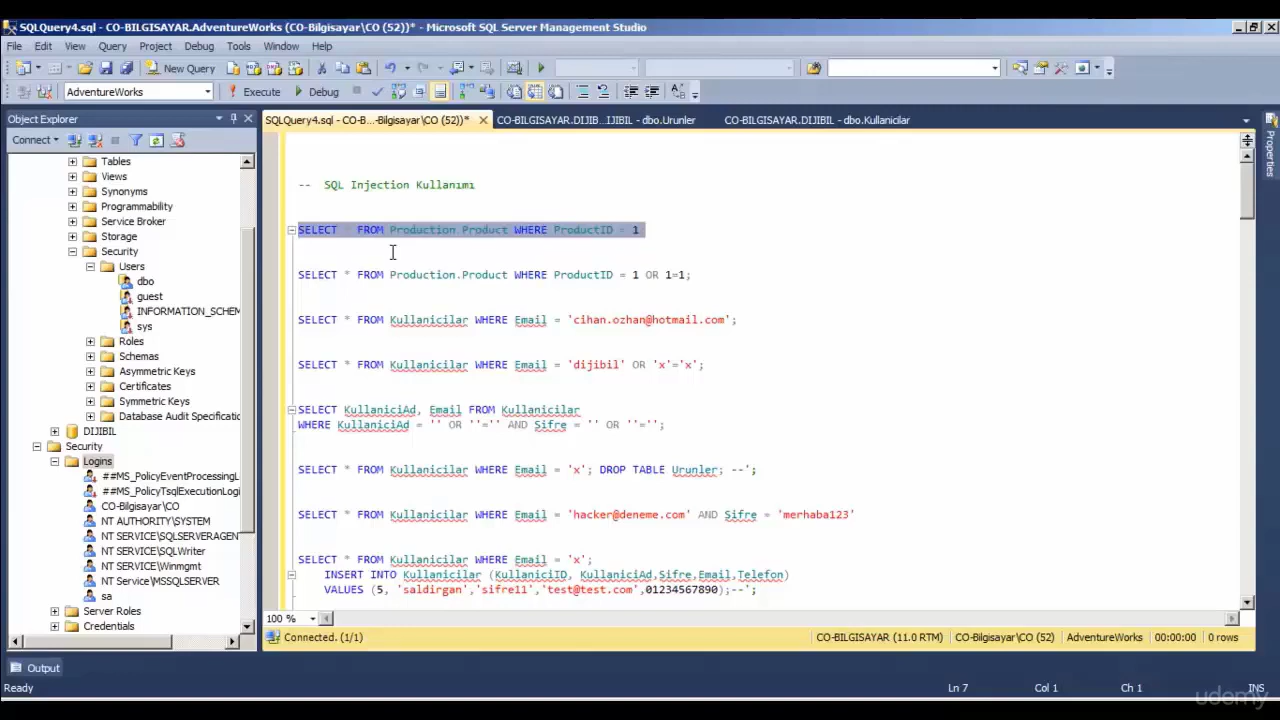 SQLQuery4.sql - CO-BILGISAYAR.AdventureWorks (CO-Bilgisayar\CO (52))* - Microsoft SQL Server Management Studio
File Edit View Query Project Debug Tools Window Help
New Query
AdventureWorks Execute Debug
Object Explorer
SQLQuery4.sql - CO-B...-Bilgisayar\CO (52))* CO-BILGISAYAR.DIJIB...IJIBIL - dbo.Urunler CO-BILGISAYAR.DIJIBIL - dbo.Kullanicilar
Connect
Properties
Tables
Views
Synonyms
Programmability
Service Broker
Storage
Security
Users
dbo
guest
INFORMATION_SCHEM
sys
Roles
Schemas
Asymmetric Keys
Certificates
Symmetric Keys
Database Audit Specificatic
DIJIBIL
Security
Logins
##MS_PolicyEventProcessingL
##MS_PolicyTsqlExecutionLogi
CO-Bilgisayar\CO
NT AUTHORITY\SYSTEM
NT SERVICE\SQLSERVERAGEN
NT SERVICE\SQLWriter
NT SERVICE\Winmgmt
NT Service\MSSQLSERVER
sa
Server Roles
Credentials
-- SQL Injection Kullanımı
SELECT * FROM Production.Product WHERE ProductID = 1
SELECT * FROM Production.Product WHERE ProductID = 1 OR 1=1;
SELECT * FROM Kullanicilar WHERE Email = 'cihan.ozhan@hotmail.com';
SELECT * FROM Kullanicilar WHERE Email = 'dijibil' OR 'x'='x';
SELECT KullaniciAd, Email FROM Kullanicilar
WHERE KullaniciAd = '' OR ''='' AND Sifre = '' OR ''='';
SELECT * FROM Kullanicilar WHERE Email = 'x'; DROP TABLE Urunler; --';
SELECT * FROM Kullanicilar WHERE Email = 'hacker@deneme.com' AND Sifre = 'merhaba123'
SELECT * FROM Kullanicilar WHERE Email = 'x';
INSERT INTO Kullanicilar (KullaniciID, KullaniciAd,Sifre,Email,Telefon)
VALUES (5, 'saldirgan','sifre11','test@test.com',01234567890);--';
100 %
Connected. (1/1) CO-BILGISAYAR (11.0 RTM) CO-Bilgisayar\CO (52) AdventureWorks 00:00:00 0 rows
Output
Ready Ln 7 Col 1 Ch 1 INS
udemy